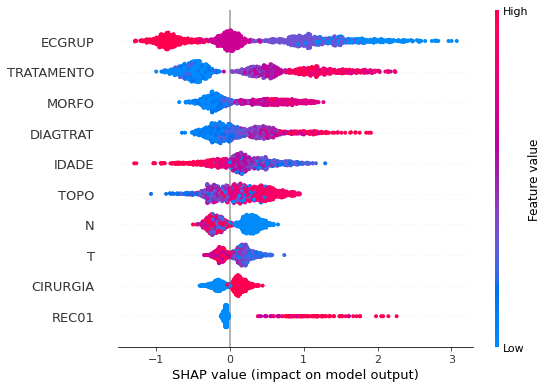 High
ECGRUP
TRATAMENTO
MORFO
DIAGTRAT
IDADE
TOPO
N
T
CIRURGIA
REC01
Feature value
Low
−1 0 1 2 3
SHAP value (impact on model output)